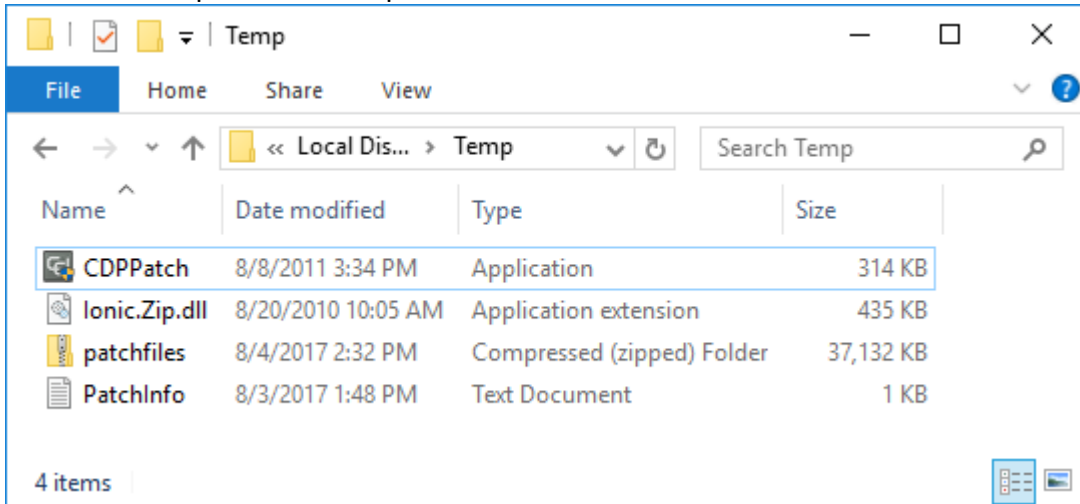 Temp
File Home Share View
« Local Dis... > Temp Search Temp
Name Date modified Type Size
CDPPatch 8/8/2011 3:34 PM Application 314 KB
Ionic.Zip.dll 8/20/2010 10:05 AM Application extension 435 KB
patchfiles 8/4/2017 2:32 PM Compressed (zipped) Folder 37,132 KB
PatchInfo 8/3/2017 1:48 PM Text Document 1 KB
4 items